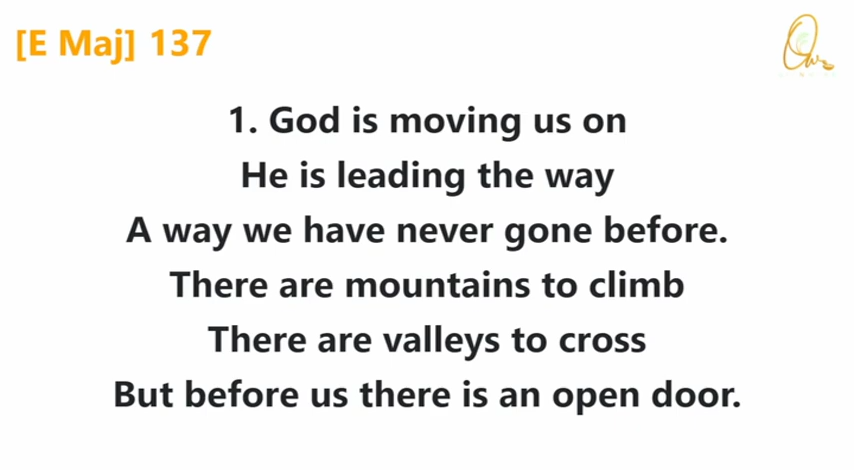 [E Maj] 137
1. God is moving us on
He is leading the way
A way we have never gone before.
There are mountains to climb
There are valleys to cross
But before us there is an open door.